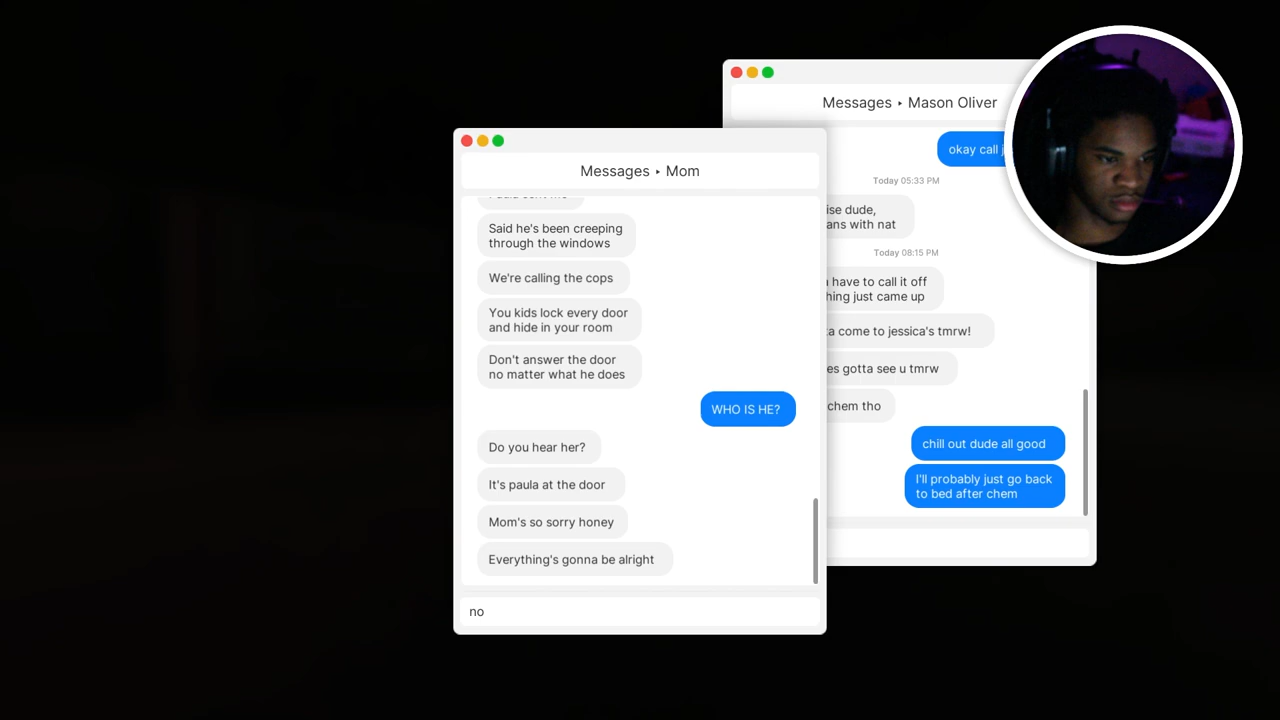 Messages ‣ Mom
Said he's been creeping
through the windows
We're calling the cops
You kids lock every door
and hide in your room
Don't answer the door
no matter what he does
WHO IS HE?
Do you hear her?
It's paula at the door
Mom's so sorry honey
Everything's gonna be alright
no
Messages ‣ Mason Oliver
okay call
Today 05:33 PM
dude,
with nat
Today 08:15 PM
have to call it off
just came up
come to jessica's tmrw!
gotta see u tmrw
chem tho
chill out dude all good
I'll probably just go back
to bed after chem